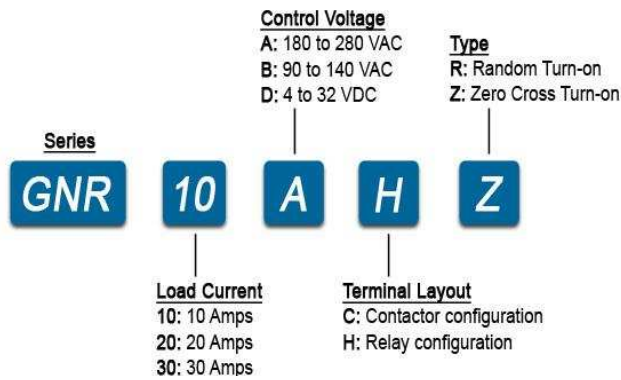 Control Voltage
A: 180 to 280 VAC
B: 90 to 140 VAC
D: 4 to 32 VDC
Type
R: Random Turn-on
Z: Zero Cross Turn-on
Series
GNR 10 A H Z
Load Current
10: 10 Amps
20: 20 Amps
30: 30 Amps
Terminal Layout
C: Contactor configuration
H: Relay configuration